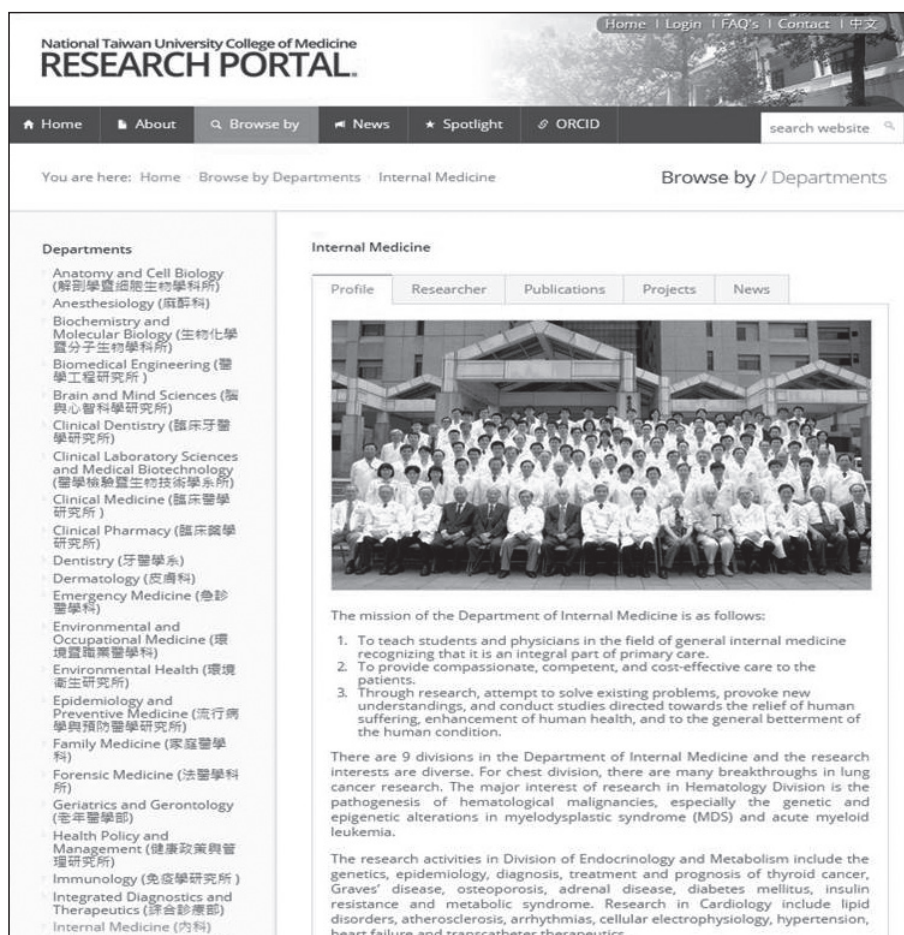 Home | Login | FAQ's | Contact | 中文
National Taiwan University College of Medicine
RESEARCH PORTAL
Home About Browse by News Spotlight ORCID
search website
You are here: Home Browse by Departments Internal Medicine
Browse by / Departments
Departments
Anatomy and Cell Biology
(解剖學暨細胞生物學科所)
Anesthesiology (麻醉科)
Biochemistry and
Molecular Biology (生物化學
暨分子生物學科所)
Biomedical Engineering (醫
學工程研究所 )
Brain and Mind Sciences (腦
與心智科學研究所)
Clinical Dentistry (臨床牙醫
學研究所)
Clinical Laboratory Sciences
and Medical Biotechnology
(醫學檢驗暨生物技術學系所)
Clinical Medicine (臨床醫學
研究所 )
Clinical Pharmacy (臨床藥學
研究所)
Dentistry (牙醫學系)
Dermatology (皮膚科)
Emergency Medicine (急診
醫學科)
Environmental and
Occupational Medicine (環
境暨職業醫學科)
Environmental Health (環境
衛生研究所)
Epidemiology and
Preventive Medicine (流行病
學與預防醫學研究所)
Family Medicine (家庭醫學
科)
Forensic Medicine (法醫學科
所)
Geriatrics and Gerontology
(老年醫學部)
Health Policy and
Management (健康政策與管
理研究所)
Immunology (免疫學研究所 )
Integrated Diagnostics and
Therapeutics (綜合診療部)
Internal Medicine (內科)
Internal Medicine
Profile Researcher Publications Projects News
The mission of the Department of Internal Medicine is as follows:
1. To teach students and physicians in the field of general internal medicine
recognizing that it is an integral part of primary care.
2. To provide compassionate, competent, and cost-effective care to the
patients.
3. Through research, attempt to solve existing problems, provoke new
understandings, and conduct studies directed towards the relief of human
suffering, enhancement of human health, and to the general betterment of
the human condition.
There are 9 divisions in the Department of Internal Medicine and the research
interests are diverse. For chest division, there are many breakthroughs in lung
cancer research. The major interest of research in Hematology Division is the
pathogenesis of hematological malignancies, especially the genetic and
epigenetic alterations in myelodysplastic syndrome (MDS) and acute myeloid
leukemia.
The research activities in Division of Endocrinology and Metabolism include the
genetics, epidemiology, diagnosis, treatment and prognosis of thyroid cancer,
Graves' disease, osteoporosis, adrenal disease, diabetes mellitus, insulin
resistance and metabolic syndrome. Research in Cardiology include lipid
disorders, atherosclerosis, arrhythmias, cellular electrophysiology, hypertension,
heart failure and transcatheter therapeutics